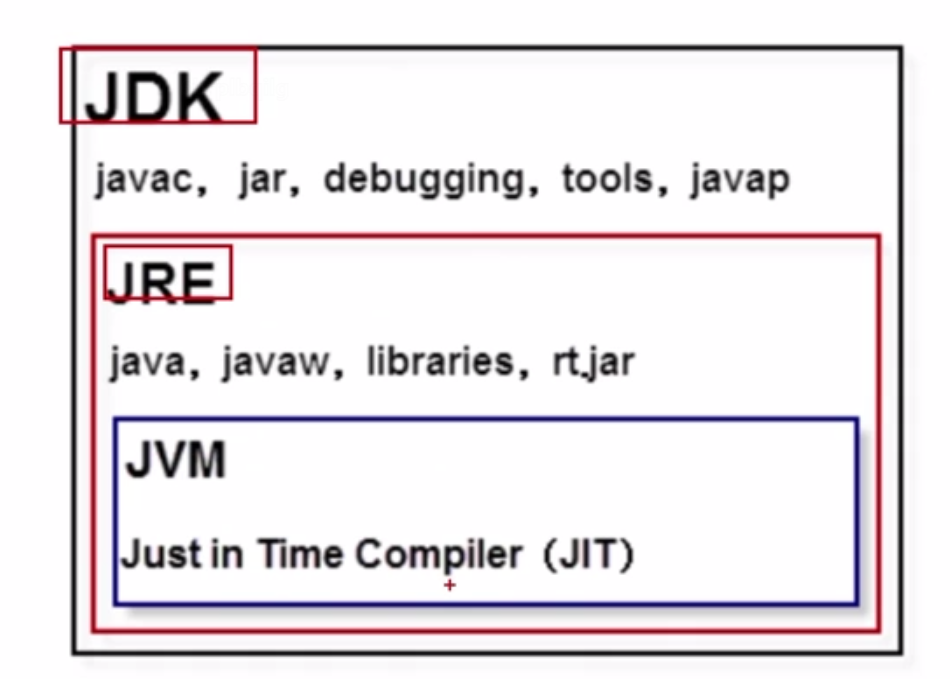 JDK
javac, jar, debugging, tools, javap
JRE
java, javaw, libraries, rt.jar
JVM
Just in Time Compiler (JIT)